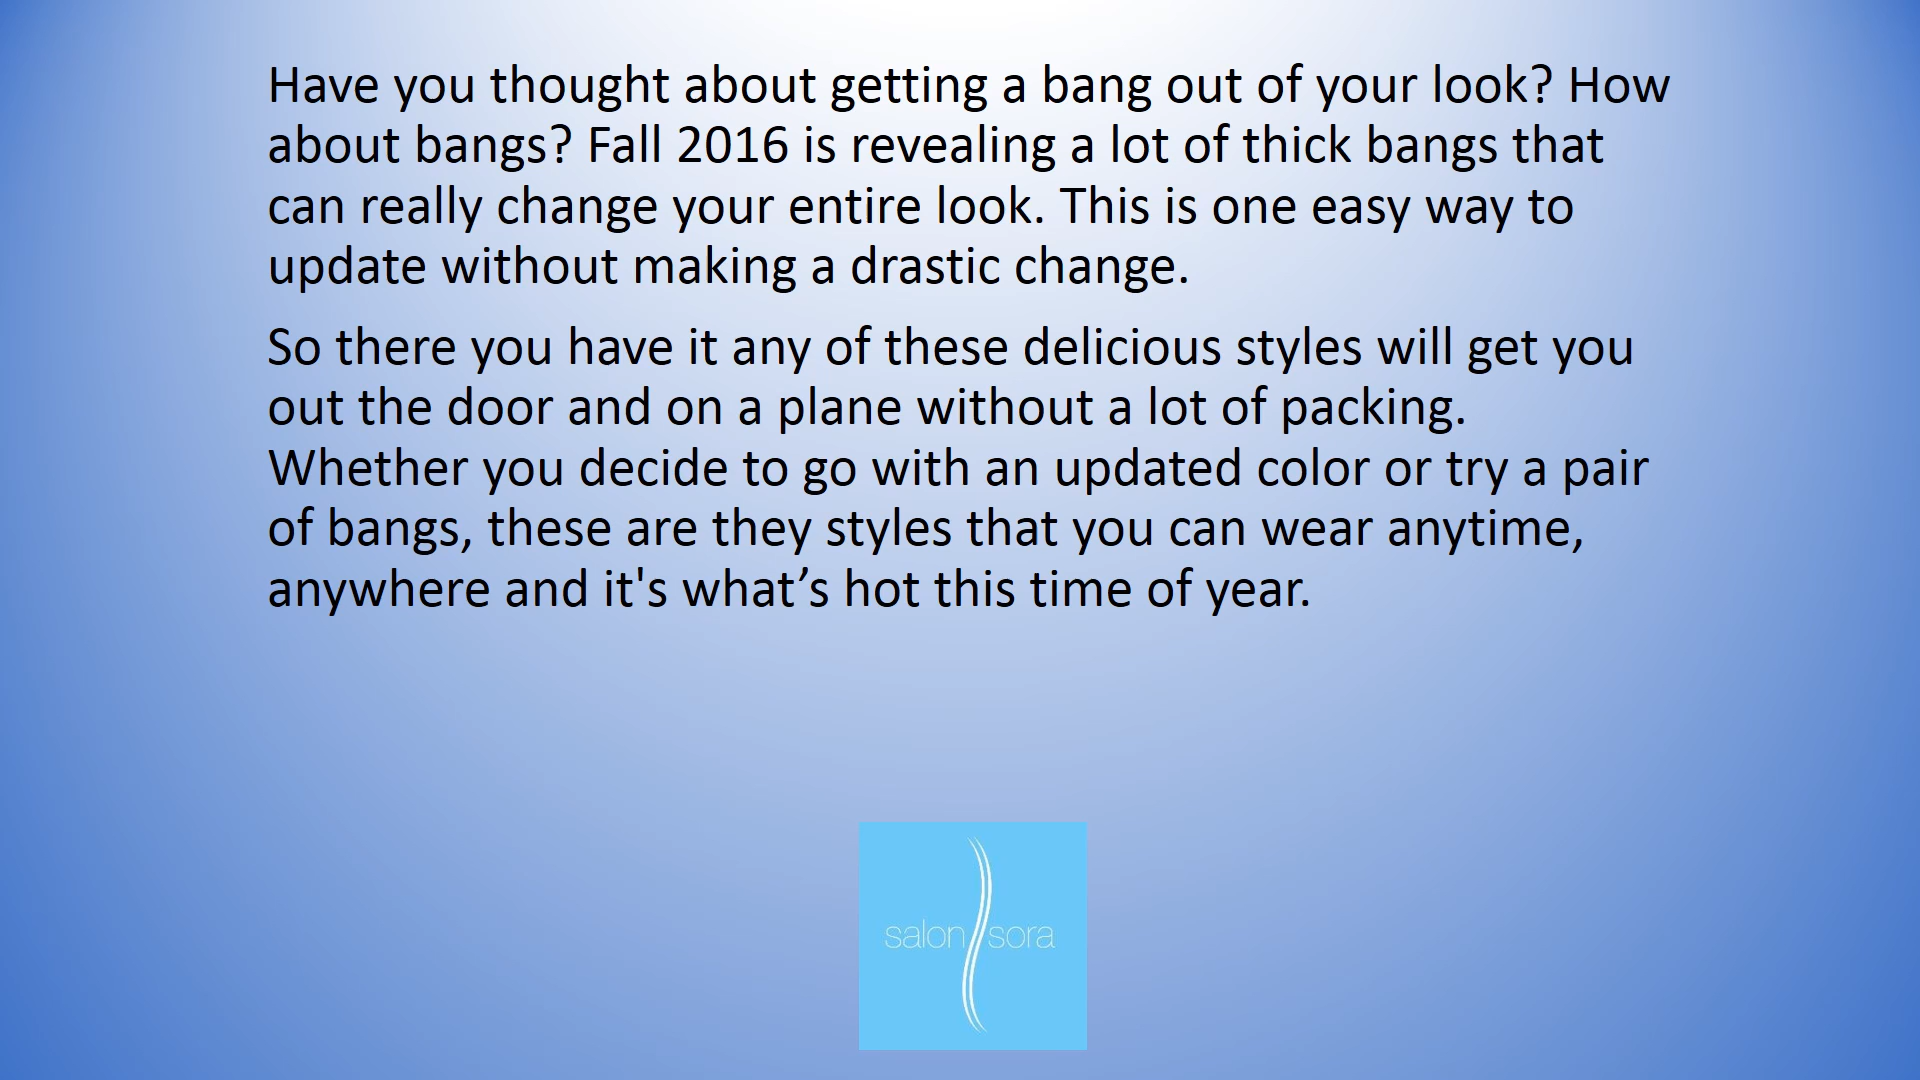 Have you thought about getting a bang out of your look? How
about bangs? Fall 2016 is revealing a lot of thick bangs that
can really change your entire look. This is one easy way to
update without making a drastic change.
So there you have it any of these delicious styles will get you
out the door and on a plane without a lot of packing.
Whether you decide to go with an updated color or try a pair
of bangs, these are they styles that you can wear anytime,
anywhere and it's what’s hot this time of year.
salon sora